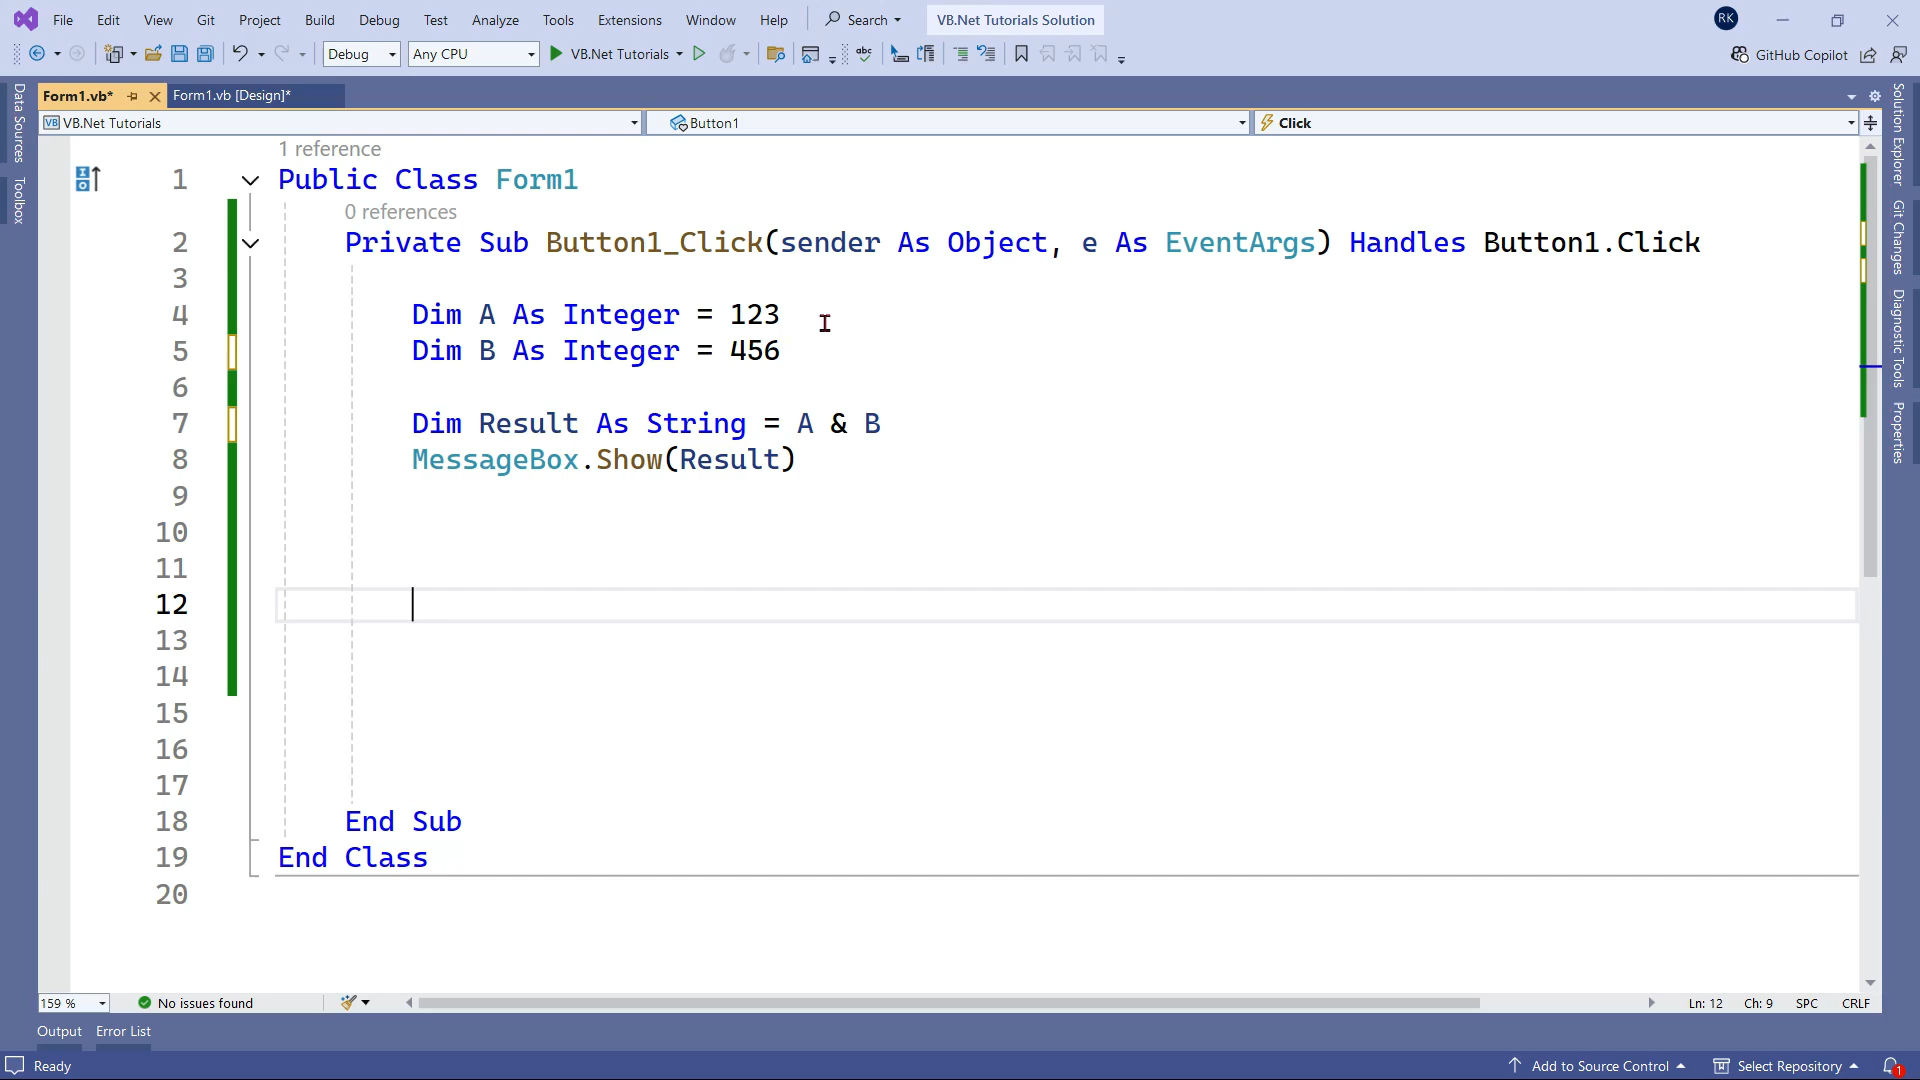 File Edit View Git Project Build Debug Test Analyze Tools Extensions Window Help Search VB.Net Tutorials Solution RK
Debug Any CPU VB.Net Tutorials abc GitHub Copilot
Form1.vb* Form1.vb [Design]*
VB VB.Net Tutorials Button1 Click
Data Sources
Toolbox
Solution Explorer
Git Changes
Diagnostic Tools
Properties
1 reference
1 Public Class Form1
0 references
2 Private Sub Button1_Click(sender As Object, e As EventArgs) Handles Button1.Click
3
4 Dim A As Integer = 123
5 Dim B As Integer = 456
6
7 Dim Result As String = A & B
8 MessageBox.Show(Result)
9
10
11
12
13
14
15
16
17
18 End Sub
19 End Class
20
159 % No issues found Ln: 12 Ch: 9 SPC CRLF
Output Error List
Ready Add to Source Control Select Repository 1